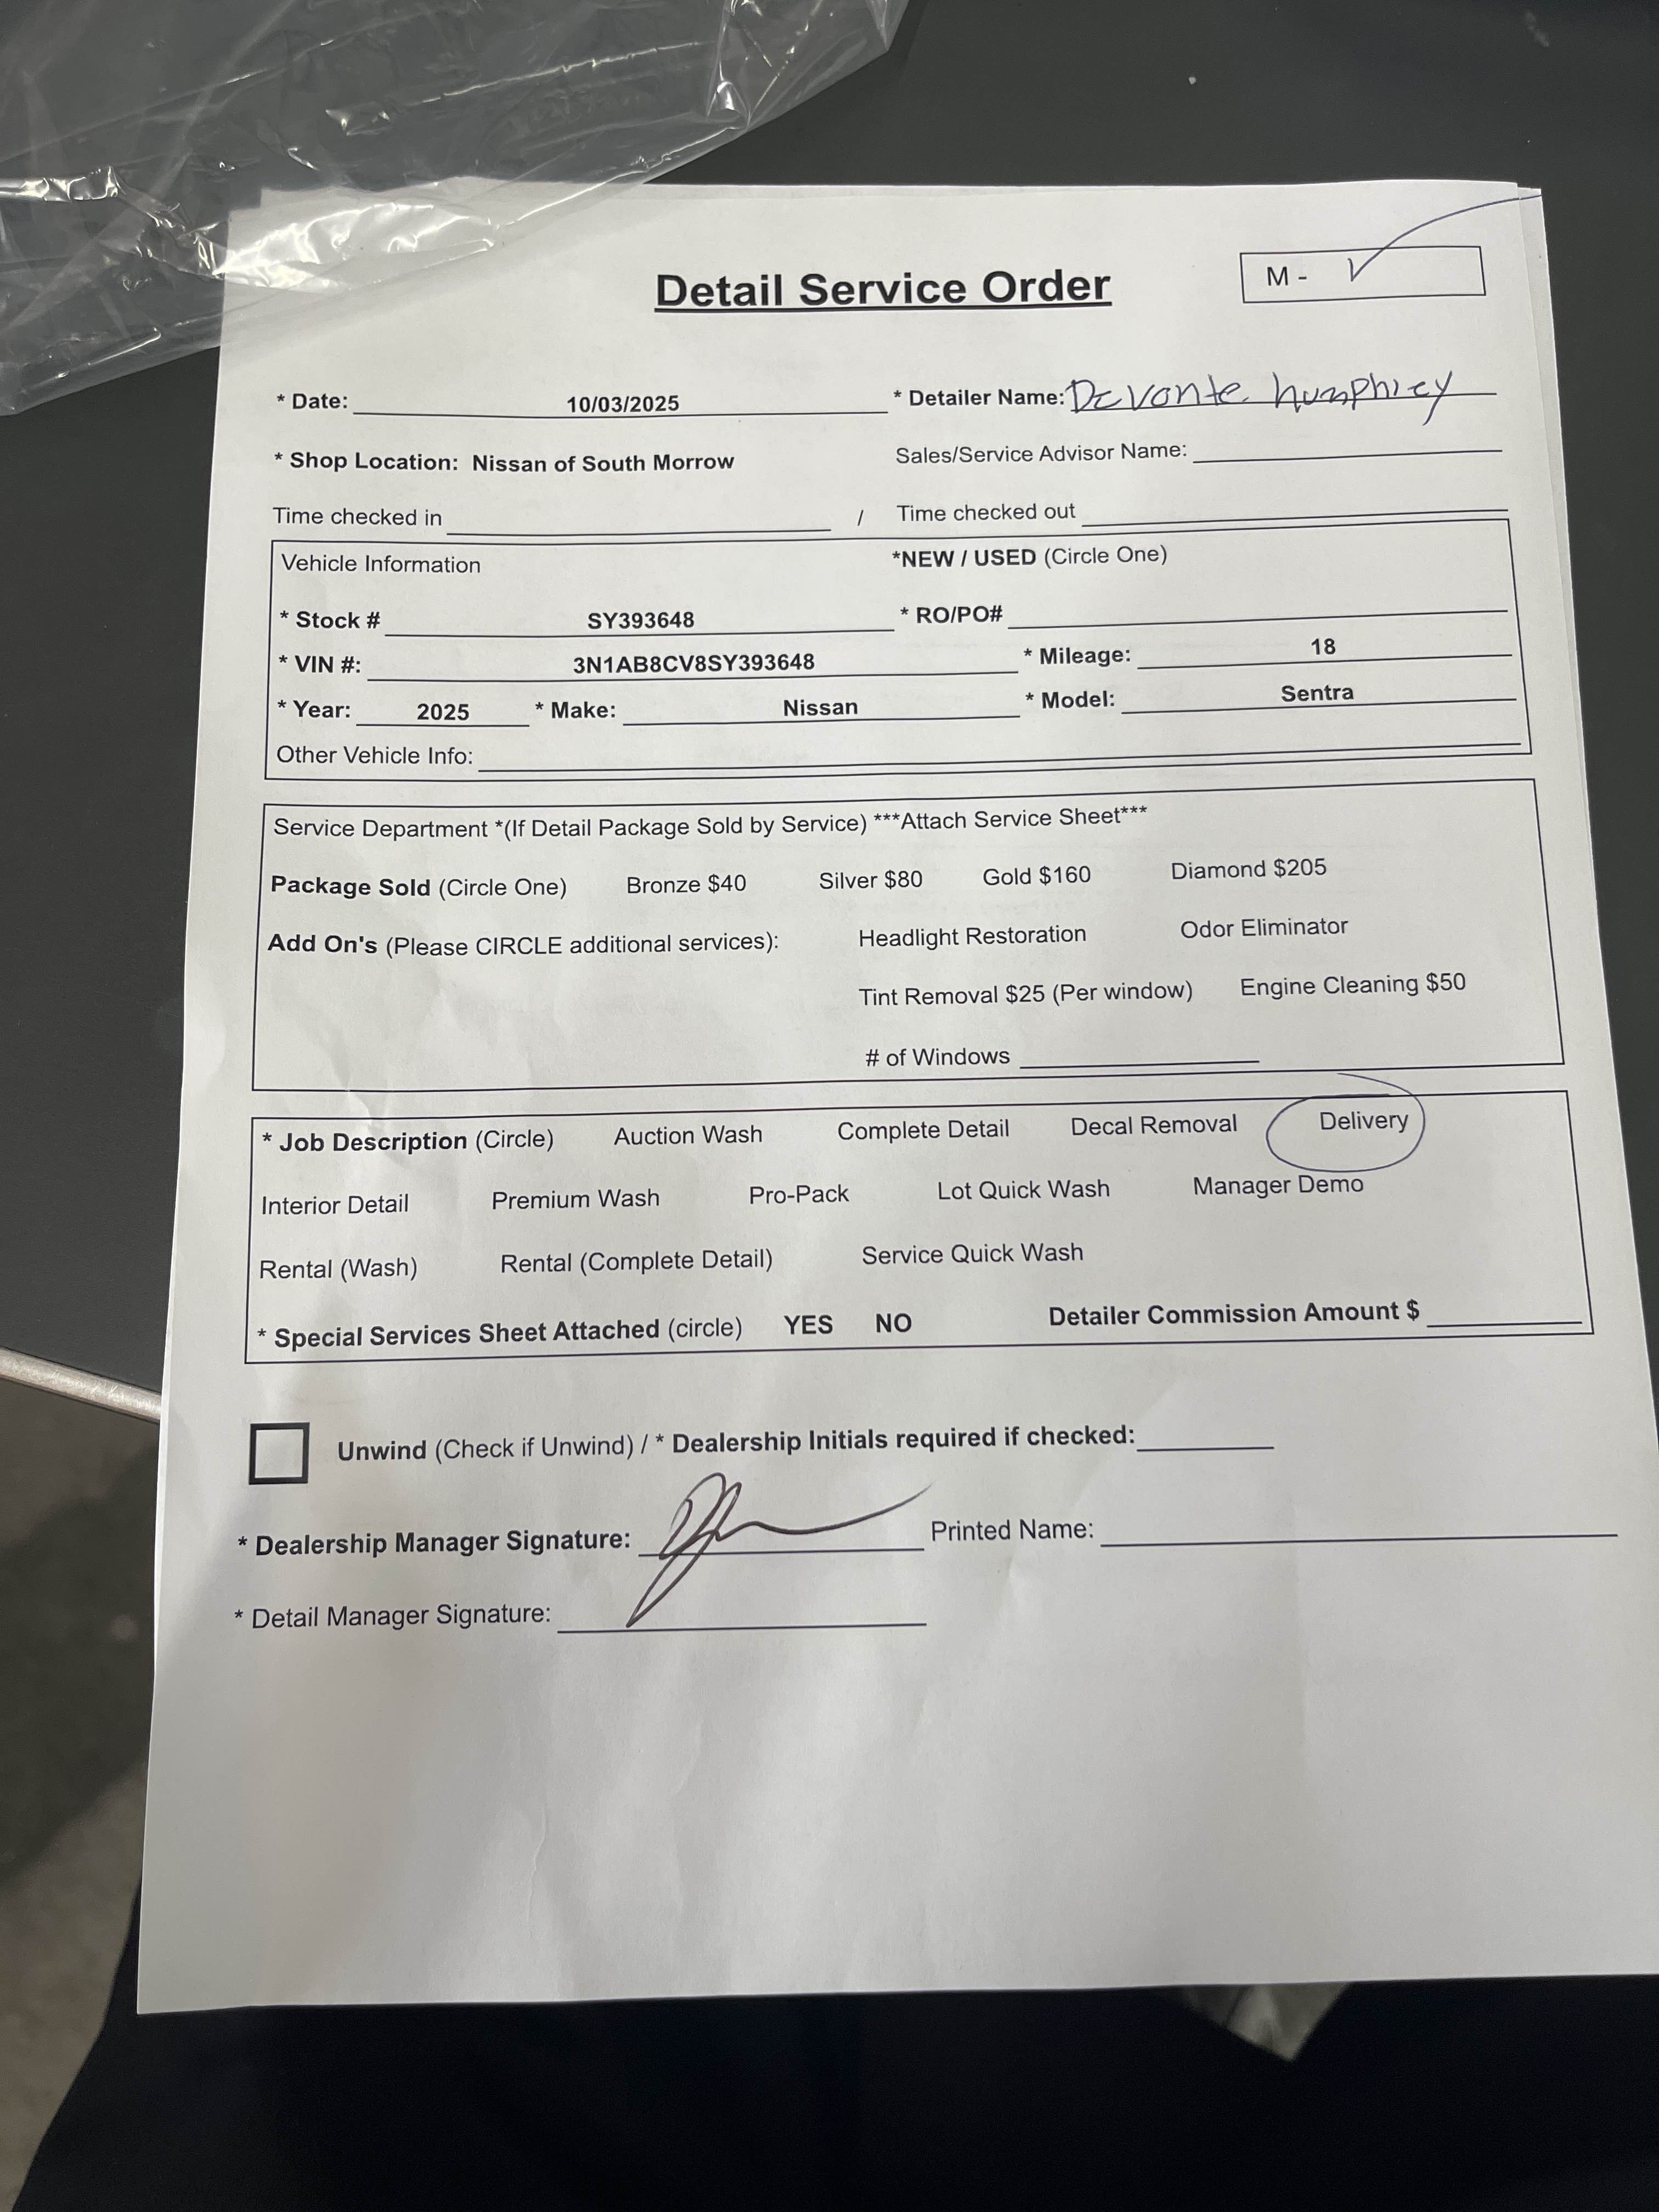 Detail Service Order
M - ✓
* Date: 10/03/2025 * Detailer Name: Devonte humphrey
* Shop Location: Nissan of South Morrow Sales/Service Advisor Name:
Time checked in / Time checked out
Vehicle Information *NEW / USED (Circle One)
* Stock # SY393648 * RO/PO#
* VIN #: 3N1AB8CV8SY393648 * Mileage: 18
* Year: 2025 * Make: Nissan * Model: Sentra
Other Vehicle Info:
Service Department *(If Detail Package Sold by Service) ***Attach Service Sheet***
Package Sold (Circle One) Bronze $40 Silver $80 Gold $160 Diamond $205
Add On's (Please CIRCLE additional services): Headlight Restoration Odor Eliminator
Tint Removal $25 (Per window) Engine Cleaning $50
# of Windows
* Job Description (Circle) Auction Wash Complete Detail Decal Removal Delivery
Interior Detail Premium Wash Pro-Pack Lot Quick Wash Manager Demo
Rental (Wash) Rental (Complete Detail) Service Quick Wash
* Special Services Sheet Attached (circle) YES NO Detailer Commission Amount $
Unwind (Check if Unwind) / * Dealership Initials required if checked:
* Dealership Manager Signature: Printed Name:
* Detail Manager Signature: